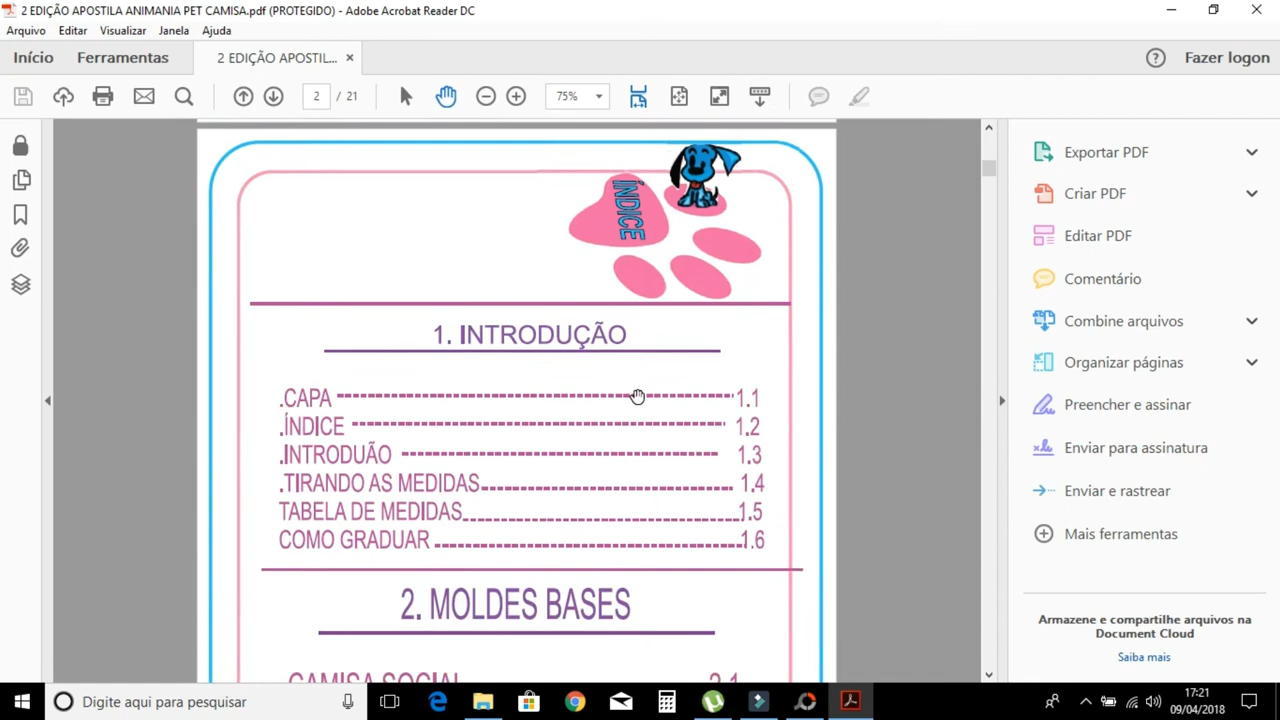 2 EDIÇÃO APOSTILA ANIMANIA PET CAMISA.pdf (PROTEGIDO) - Adobe Acrobat Reader DC
Arquivo Editar Visualizar Janela Ajuda
Início Ferramentas 2 EDIÇÃO APOSTIL... × Fazer logon
2 / 21 75%
ÍNDICE
1. INTRODUÇÃO
.CAPA ---------------------------------------- 1.1
.ÍNDICE ---------------------------------------- 1.2
.INTRODUÃO ---------------------------------------- 1.3
.TIRANDO AS MEDIDAS---------------------------------------- 1.4
TABELA DE MEDIDAS----------------------------------------1.5
COMO GRADUAR ----------------------------------------1.6
2. MOLDES BASES
CAMISA SOCIAL 2.1
Exportar PDF
Criar PDF
Editar PDF
Comentário
Combine arquivos
Organizar páginas
Preencher e assinar
Enviar para assinatura
Enviar e rastrear
Mais ferramentas
Armazene e compartilhe arquivos na
Document Cloud
Saiba mais
Digite aqui para pesquisar
17:21
09/04/2018